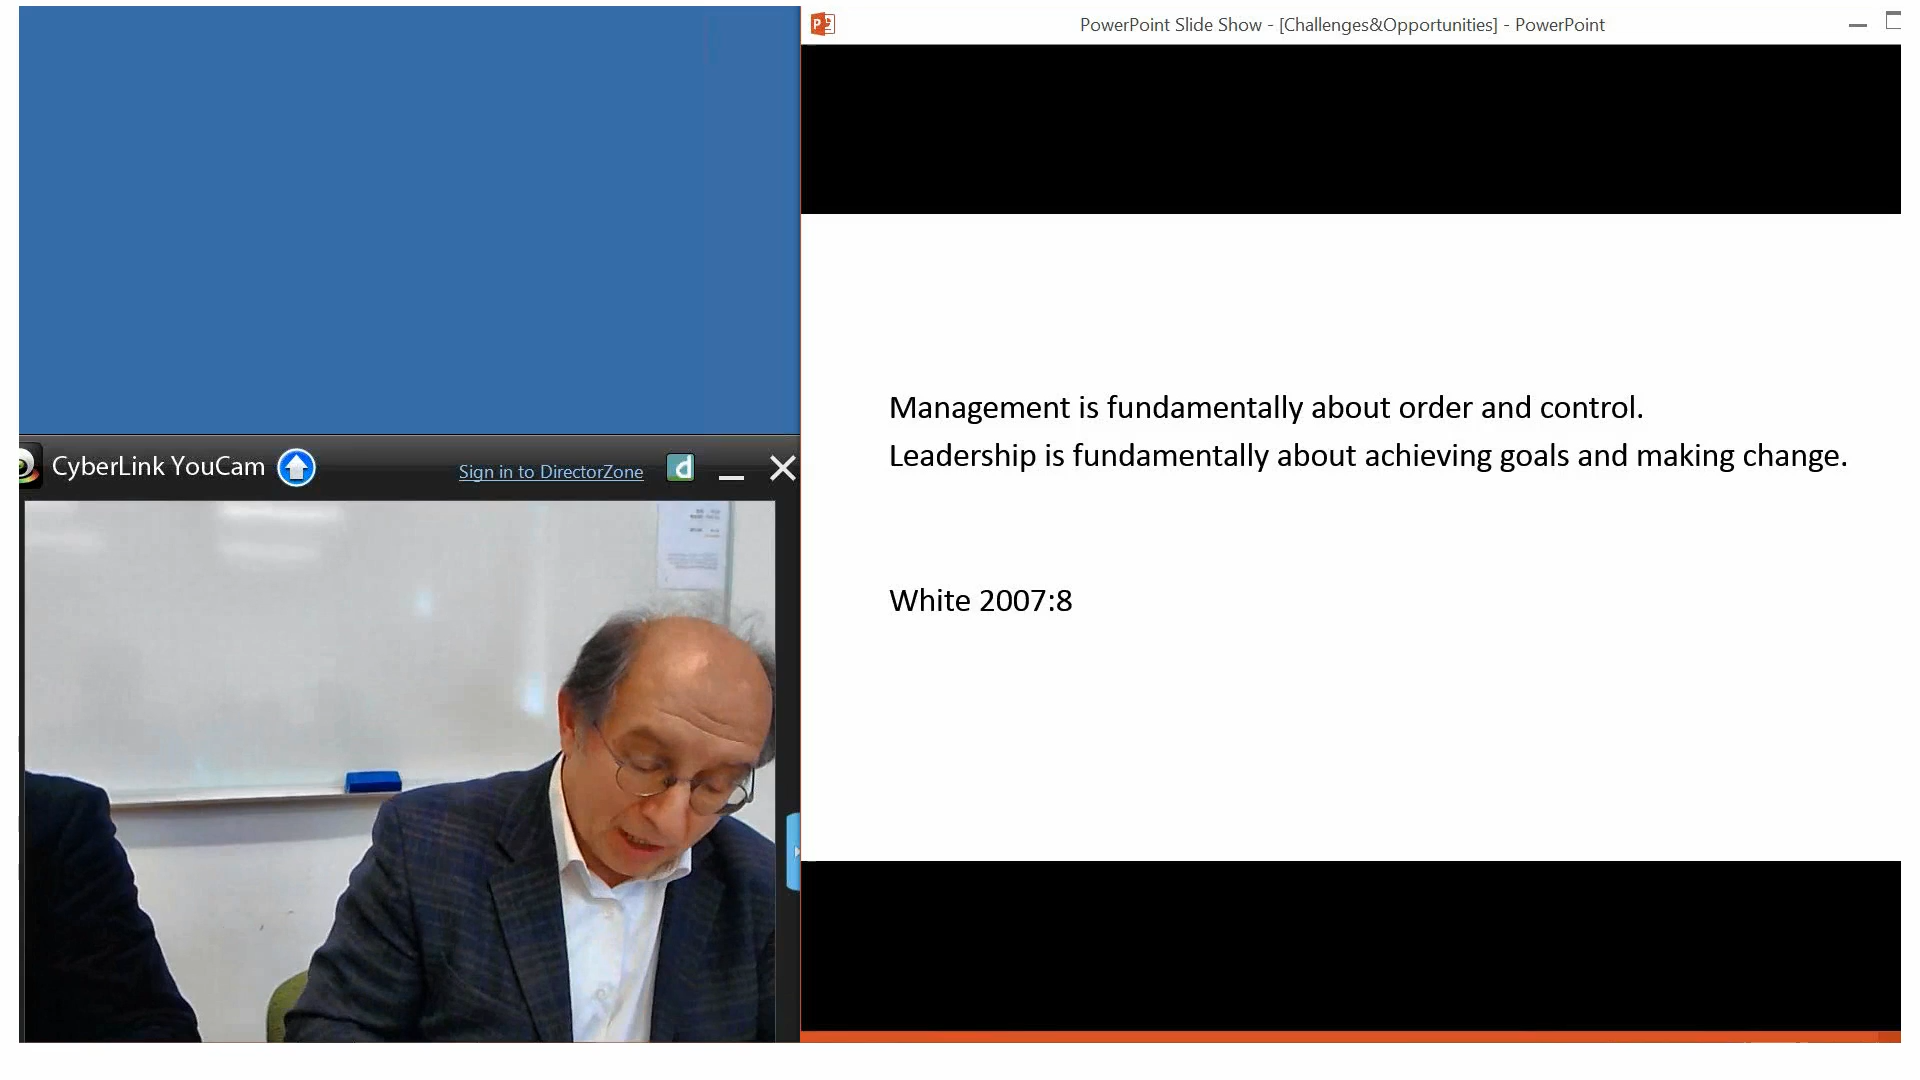 PowerPoint Slide Show - [Challenges&Opportunities] - PowerPoint
CyberLink YouCam
Sign in to DirectorZone
Management is fundamentally about order and control.
Leadership is fundamentally about achieving goals and making change.
White 2007:8